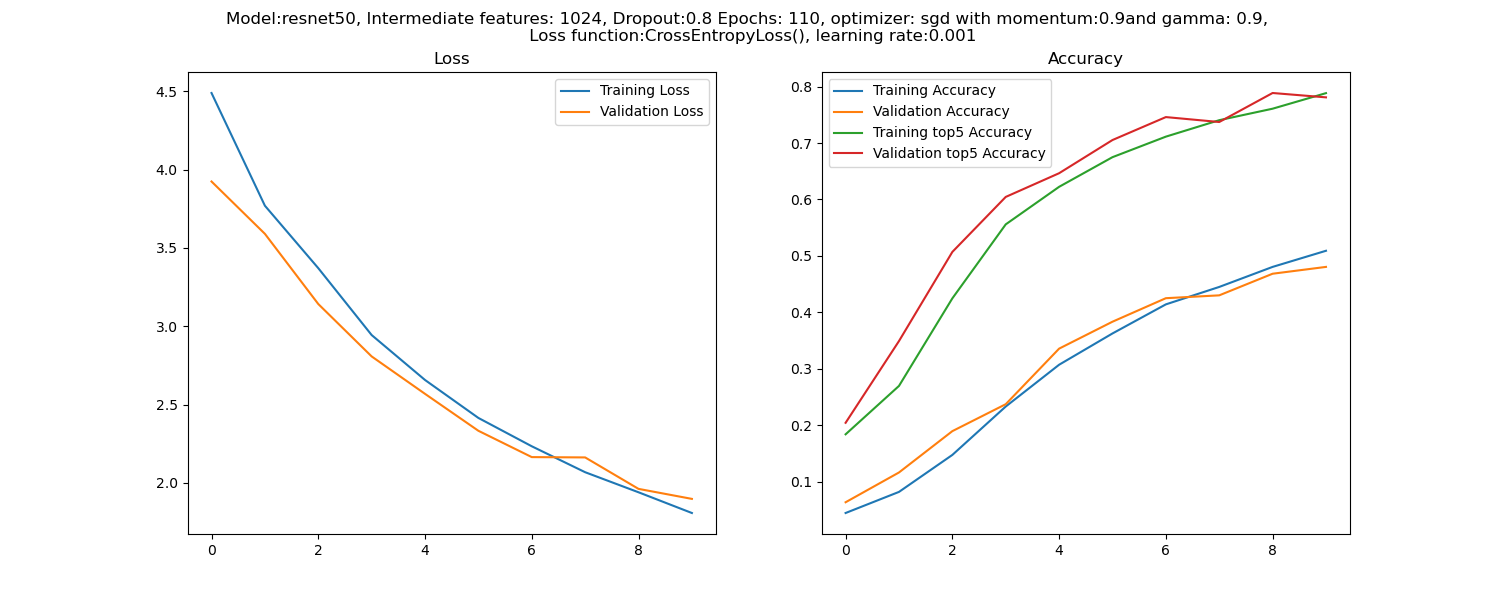 Model:resnet50, Intermediate features: 1024, Dropout:0.8 Epochs: 110, optimizer: sgd with momentum:0.9and gamma: 0.9,
Loss function:CrossEntropyLoss(), learning rate:0.001
Loss
Training Loss
Validation Loss
4.5
4.0
3.5
3.0
2.5
2.0
0 2 4 6 8
Accuracy
Training Accuracy
Validation Accuracy
Training top5 Accuracy
Validation top5 Accuracy
0.8
0.7
0.6
0.5
0.4
0.3
0.2
0.1
0 2 4 6 8